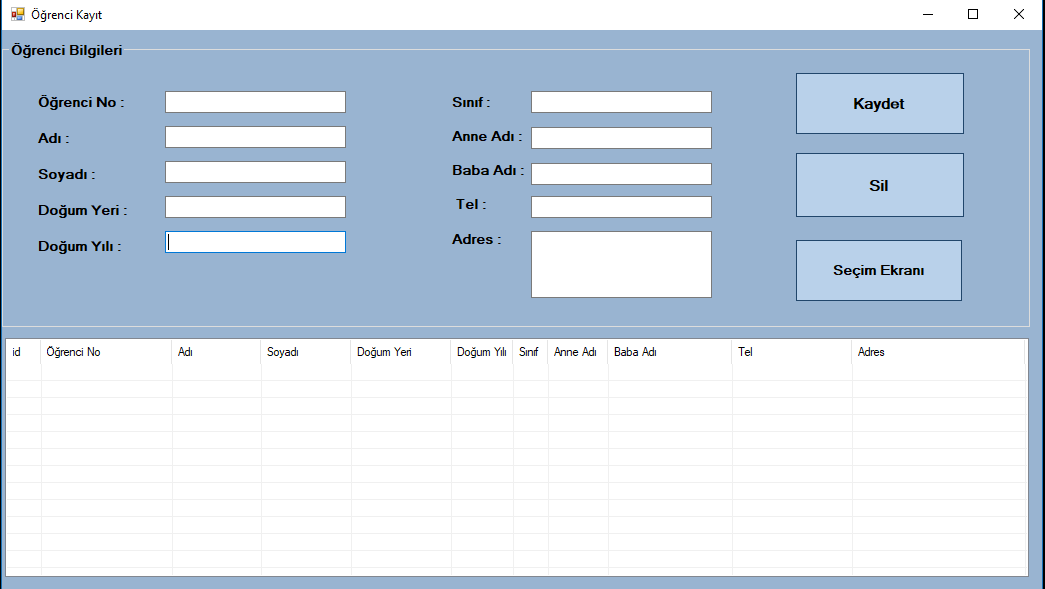 Öğrenci Kayıt
Öğrenci Bilgileri
Öğrenci No :
Adı :
Soyadı :
Doğum Yeri :
Doğum Yılı :
Sınıf :
Anne Adı :
Baba Adı :
Tel :
Adres :
Kaydet
Sil
Seçim Ekranı
id Öğrenci No Adı Soyadı Doğum Yeri Doğum Yılı Sınıf Anne Adı Baba Adı Tel Adres